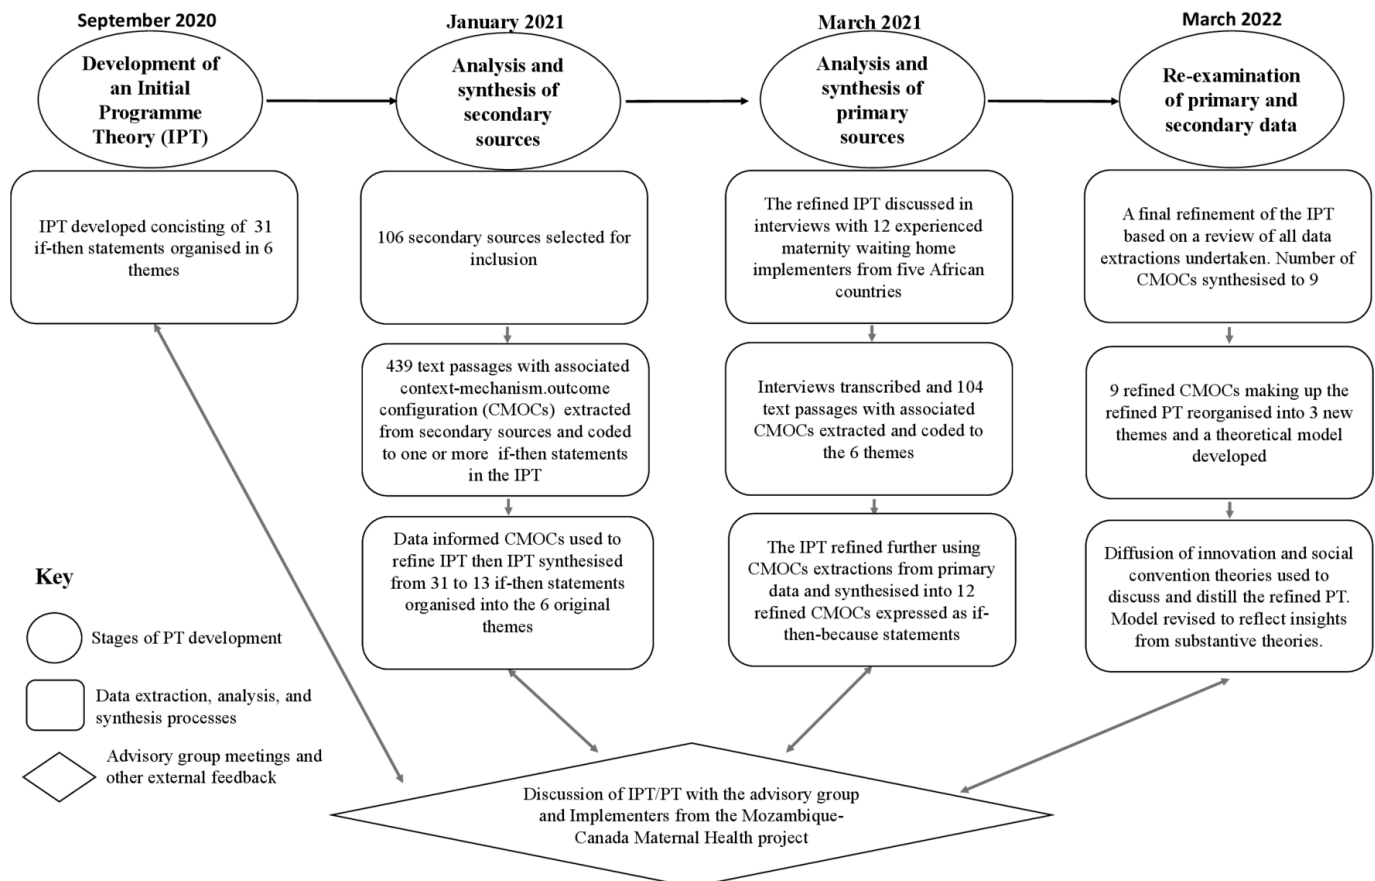 September 2020
Development of
an Initial
Programme
Theory (IPT)
IPT developed consisting of 31
if-then statements organised in 6
themes
January 2021
Analysis and
synthesis of
secondary
sources
106 secondary sources selected for
inclusion
439 text passages with associated
context-mechanism.outcome
configuration (CMOCs) extracted
from secondary sources and coded
to one or more if-then statements
in the IPT
Data informed CMOCs used to
refine IPT then IPT synthesised
from 31 to 13 if-then statements
organised into the 6 original
themes
March 2021
Analysis and
synthesis of
primary
sources
The refined IPT discussed in
interviews with 12 experienced
maternity waiting home
implementers from five African
countries
Interviews transcribed and 104
text passages with associated
CMOCs extracted and coded to
the 6 themes
The IPT refined further using
CMOCs extractions from primary
data and synthesised into 12
refined CMOCs expressed as if-
then-because statements
March 2022
Re-examination
of primary and
secondary data
A final refinement of the IPT
based on a review of all data
extractions undertaken. Number of
CMOCs synthesised to 9
9 refined CMOCs making up the
refined PT reorganised into 3 new
themes and a theoretical model
developed
Diffusion of innovation and social
convention theories used to
discuss and distill the refined PT.
Model revised to reflect insights
from substantive theories.
Key
Stages of PT development
Data extraction, analysis, and
synthesis processes
Advisory group meetings and
other external feedback
Discussion of IPT/PT with the advisory group
and Implementers from the Mozambique-
Canada Maternal Health project